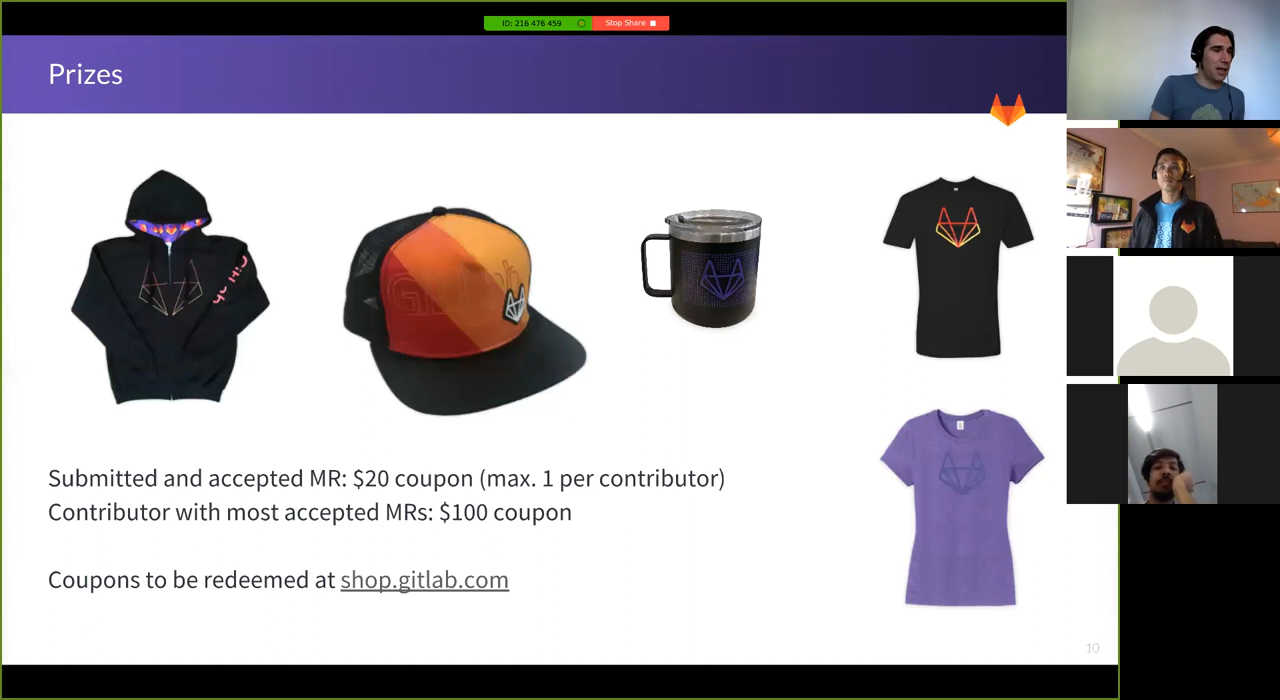 ID: 216 476 459
Stop Share
Prizes
Submitted and accepted MR: $20 coupon (max. 1 per contributor)
Contributor with most accepted MRs: $100 coupon
Coupons to be redeemed at shop.gitlab.com
10